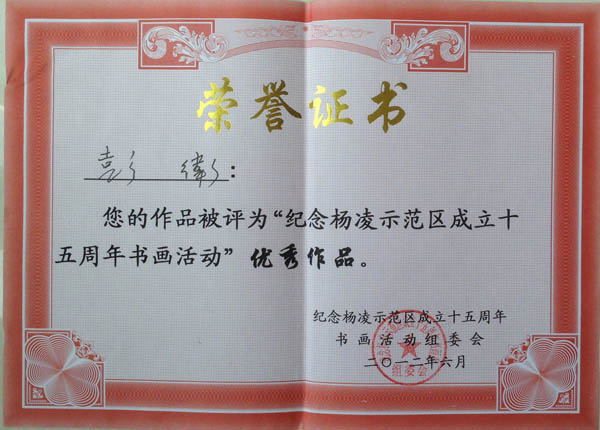 荣誉证书
彭 :
您的作品被评为“纪念杨凌示范区成立十
五周年书画活动”优秀作品。
纪念杨凌示范区成立十五周年
书画活动组委会
二〇一二年六月
组委会